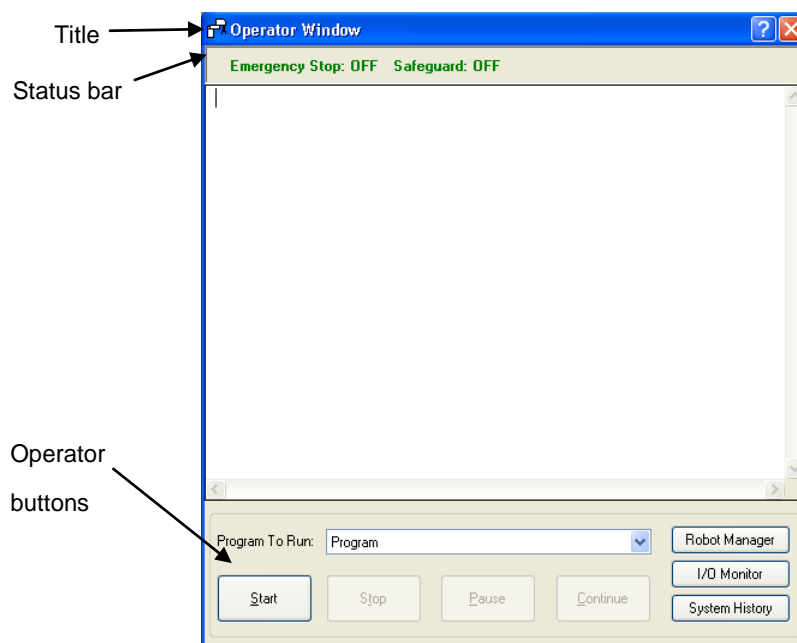 Title
Operator Window
Status bar
Emergency Stop: OFF Safeguard: OFF
Operator
buttons
Program To Run: Program
Robot Manager
I/O Monitor
System History
Start Stop Pause Continue